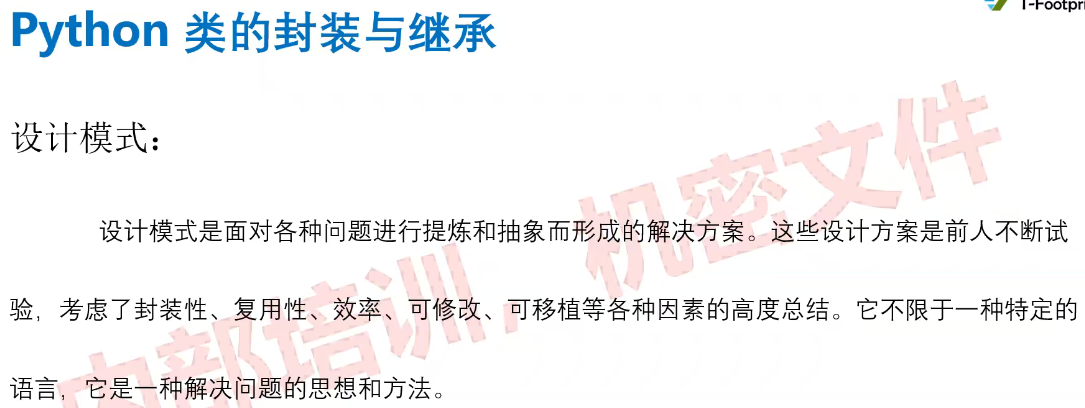 T-Footpri
Python 类的封装与继承
设计模式：
设计模式是面对各种问题进行提炼和抽象而形成的解决方案。这些设计方案是前人不断试
验，考虑了封装性、复用性、效率、可修改、可移植等各种因素的高度总结。它不限于一种特定的
语言，它是一种解决问题的思想和方法。
内部培训，机密文件